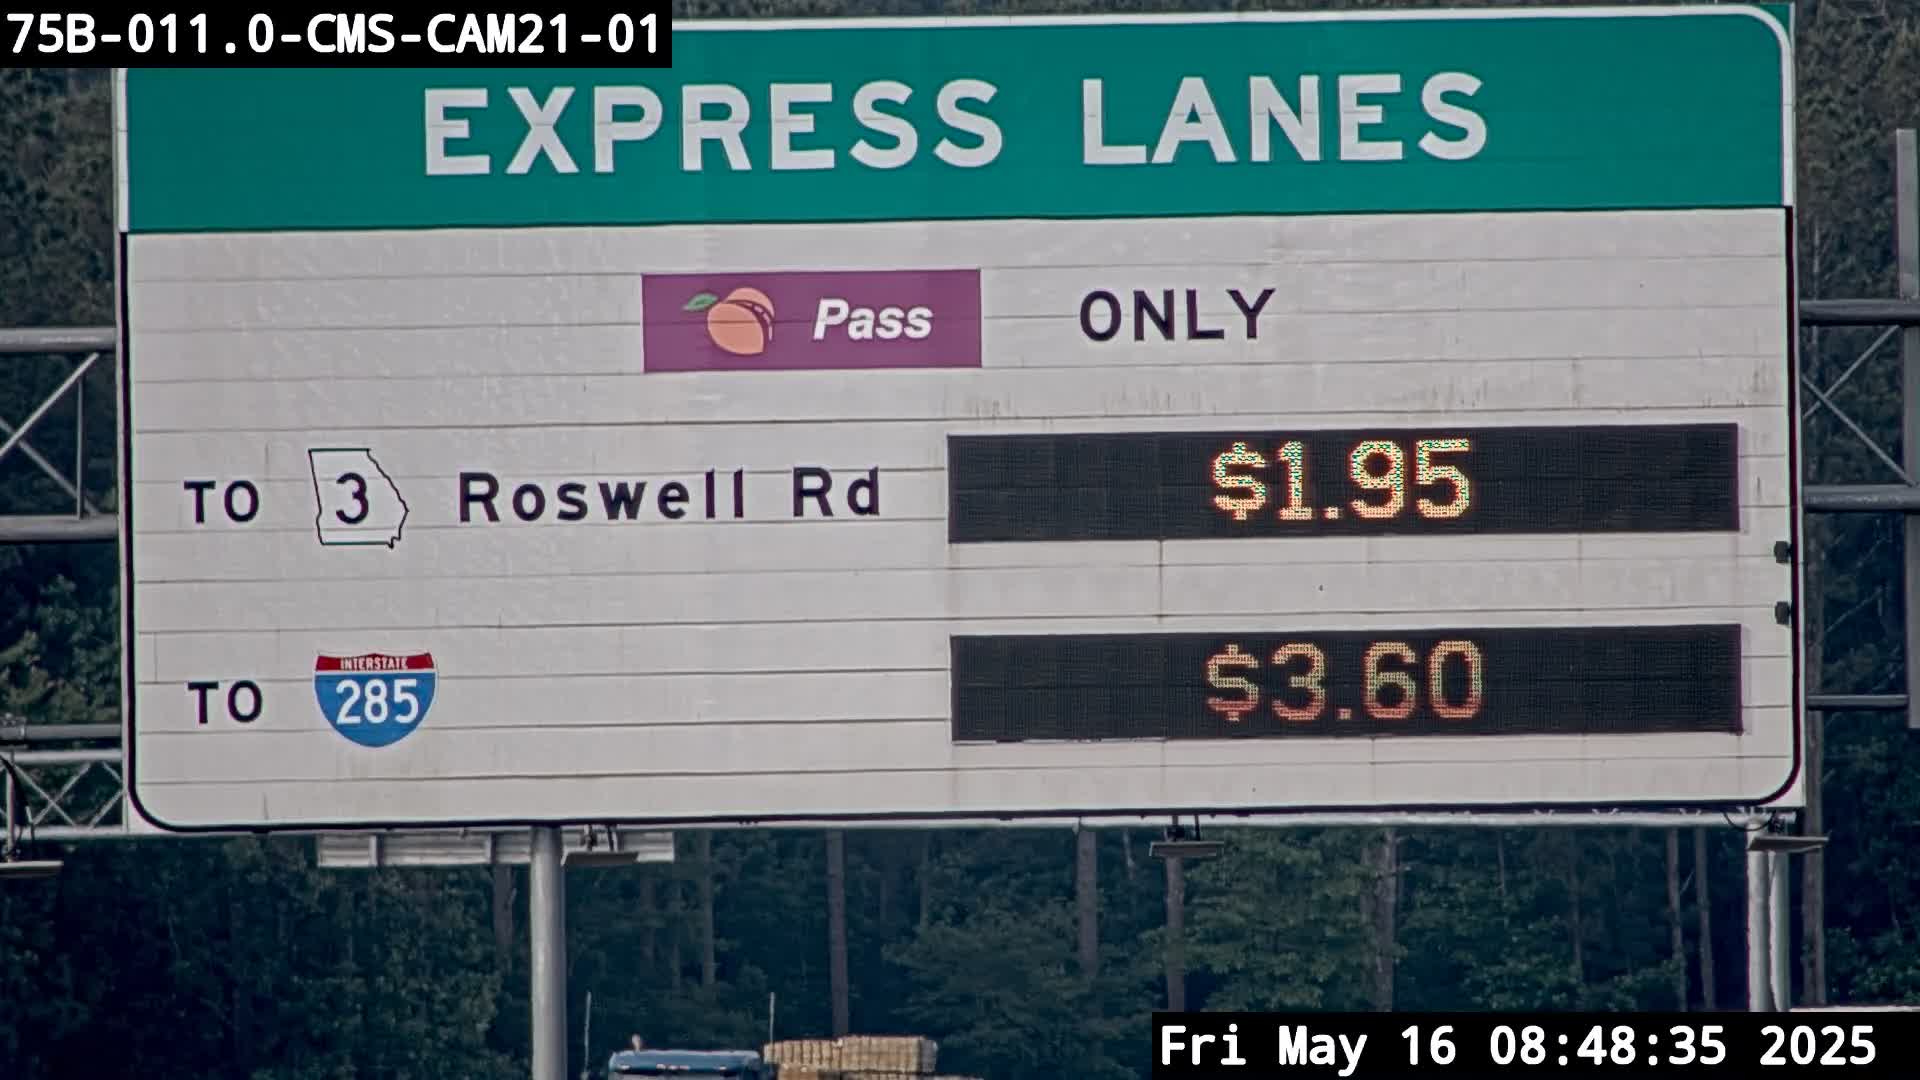 75B-011.0-CMS-CAM21-01
EXPRESS LANES
Pass ONLY
TO 3 Roswell Rd $1.95
TO INTERSTATE 285 $3.60
Fri May 16 08:48:35 2025